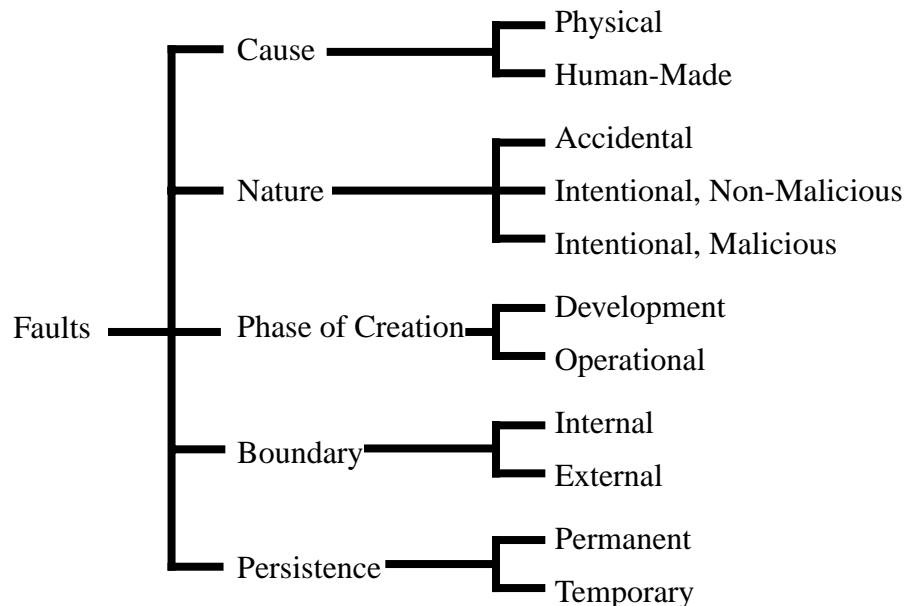 Faults
Cause
Physical
Human-Made
Nature
Accidental
Intentional, Non-Malicious
Intentional, Malicious
Phase of Creation
Development
Operational
Boundary
Internal
External
Persistence
Permanent
Temporary